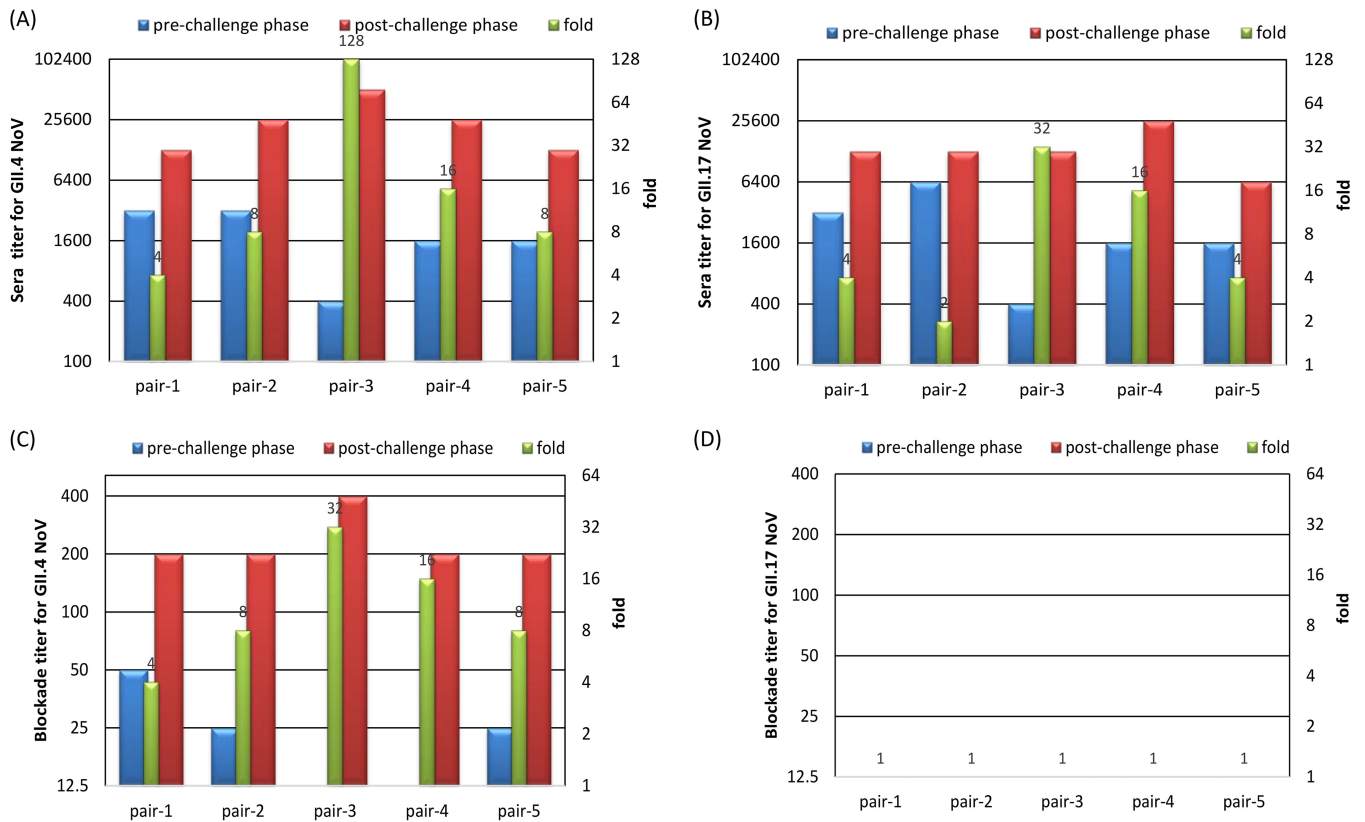 (A)
pre-challenge phase post-challenge phase fold
128
102400 128
64
25600
32
6400 16 16
8 8 8
1600
4 4
400
2
100 1
Sera titer for GII.4 NoV
fold
pair-1 pair-2 pair-3 pair-4 pair-5
(B)
pre-challenge phase post-challenge phase fold
102400 128
64
25600
32 32
6400 16 16
1600 8
4 4 4
400 2 2
100 1
Sera titer for GII.17 NoV
fold
pair-1 pair-2 pair-3 pair-4 pair-5
(C)
pre-challenge phase post-challenge phase fold
64
400
32 32
200 16 16
100 8 8 8
50 4 4
25 2
12.5 1
Blockade titer for GII.4 NoV
fold
pair-1 pair-2 pair-3 pair-4 pair-5
(D)
pre-challenge phase post-challenge phase fold
400 64
200 32
16
100
8
50 4
25 2
1 1 1 1 1
12.5 1
Blockade titer for GII.17 NoV
fold
pair-1 pair-2 pair-3 pair-4 pair-5